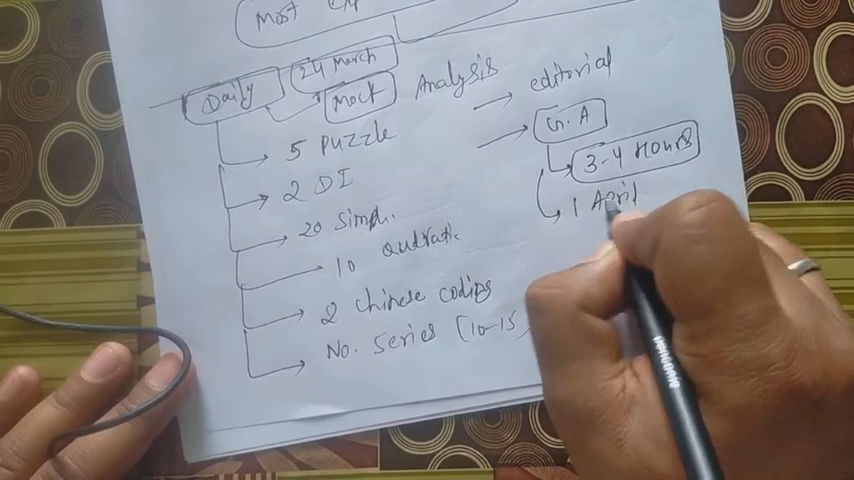 Most
24 March
Daily
Mock Analysis
→ editorial
→ G.A
5 Puzzle
3-4 Hours
2 DI
1 April
20 Simpl.
10 Quadratic
2 Chinese coding
No. Series (10-15)